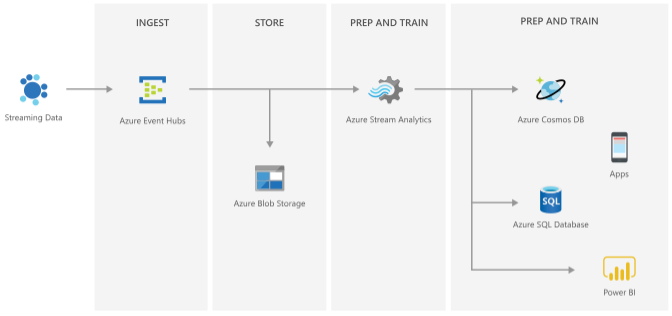 INGEST
STORE
PREP AND TRAIN
PREP AND TRAIN
Streaming Data
Azure Event Hubs
Azure Stream Analytics
Azure Cosmos DB
Apps
Azure Blob Storage
SQL
Azure SQL Database
Power BI